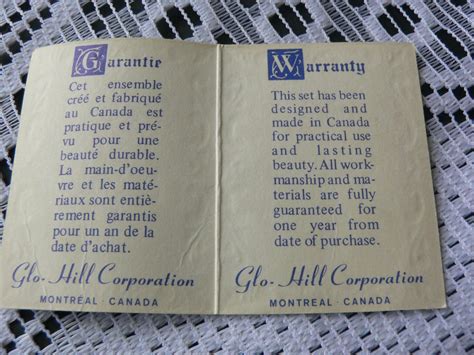 Garantie
Cet ensemble
créé et fabriqué
au Canada est
pratique et pré-
vu pour une
beauté durable.
La main-d'oeu-
vre et les maté-
riaux sont entiè-
rement garantis
pour un an de la
date d'achat.
Glo-Hill Corporation
MONTRÉAL · CANADA
Warranty
This set has been
designed and
made in Canada
for practical use
and lasting
beauty. All work-
manship and ma-
terials are fully
guaranteed for
one year from
date of purchase.
Glo-Hill Corporation
MONTREAL · CANADA